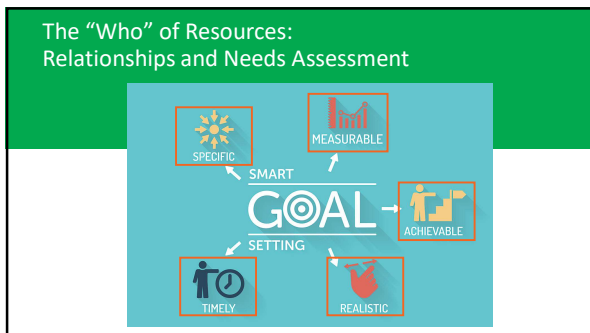 The “Who” of Resources:
Relationships and Needs Assessment
SPECIFIC
MEASURABLE
SMART
GOAL
SETTING
ACHIEVABLE
TIMELY
REALISTIC